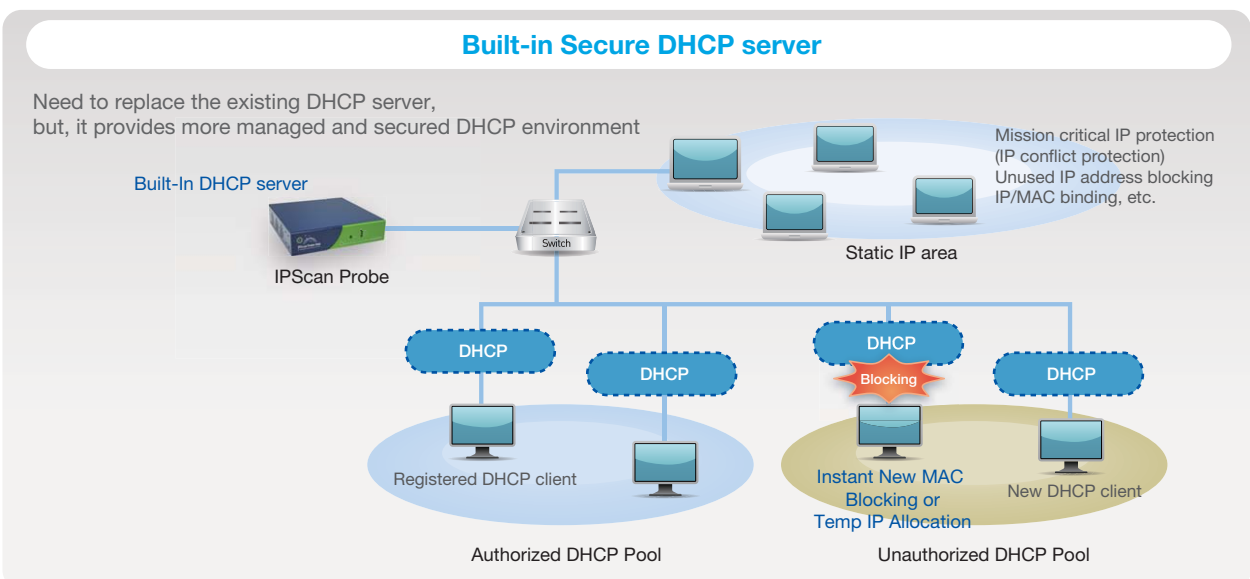 Built-in Secure DHCP server
Need to replace the existing DHCP server,
but, it provides more managed and secured DHCP environment
Mission critical IP protection
(IP conflict protection)
Unused IP address blocking
IP/MAC binding, etc.
Built-In DHCP server
Switch
Static IP area
IPScan Probe
DHCP
DHCP
DHCP
DHCP
Blocking
Registered DHCP client
Instant New MAC
Blocking or
Temp IP Allocation
New DHCP client
Authorized DHCP Pool
Unauthorized DHCP Pool